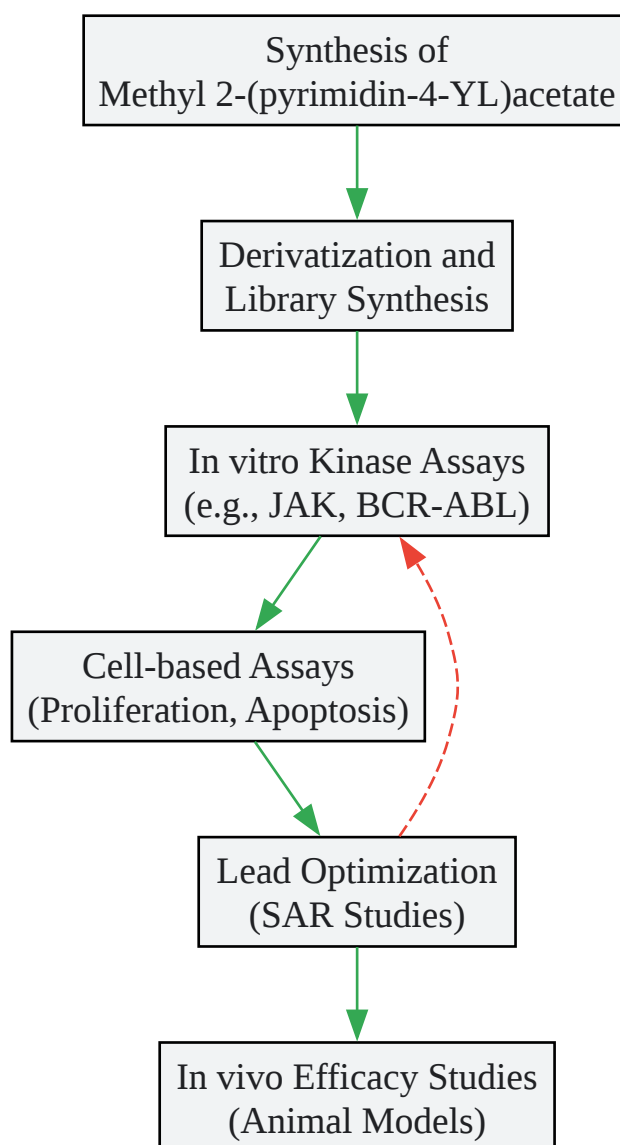 Synthesis of
Methyl 2-(pyrimidin-4-YL)acetate
Derivatization and
Library Synthesis
In vitro Kinase Assays
(e.g., JAK, BCR-ABL)
Cell-based Assays
(Proliferation, Apoptosis)
Lead Optimization
(SAR Studies)
In vivo Efficacy Studies
(Animal Models)